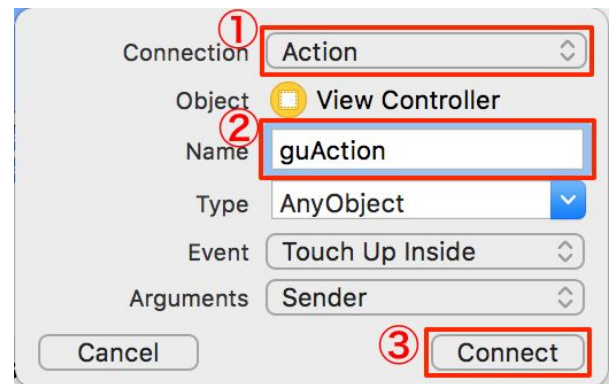 ① Connection Action
Object View Controller
② Name guAction
Type AnyObject
Event Touch Up Inside
Arguments Sender
Cancel ③ Connect